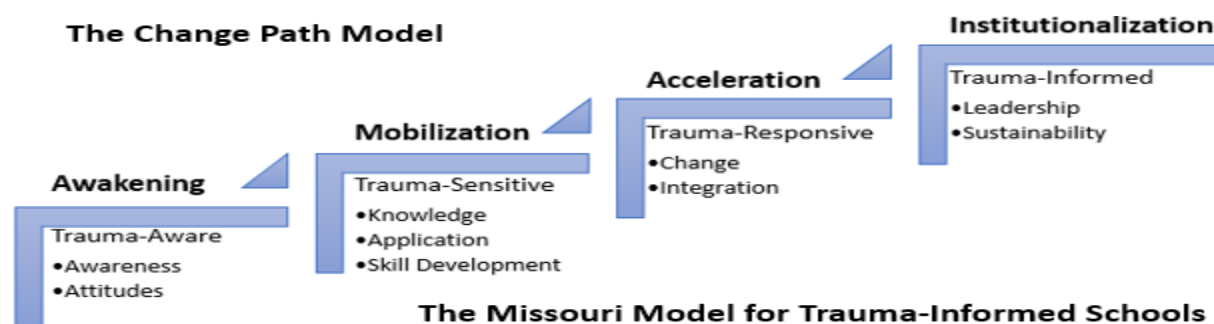 The Change Path Model
Awakening
Trauma-Aware
•Awareness
•Attitudes
Mobilization
Trauma-Sensitive
•Knowledge
•Application
•Skill Development
Acceleration
Trauma-Responsive
•Change
•Integration
Institutionalization
Trauma-Informed
•Leadership
•Sustainability
The Missouri Model for Trauma-Informed Schools